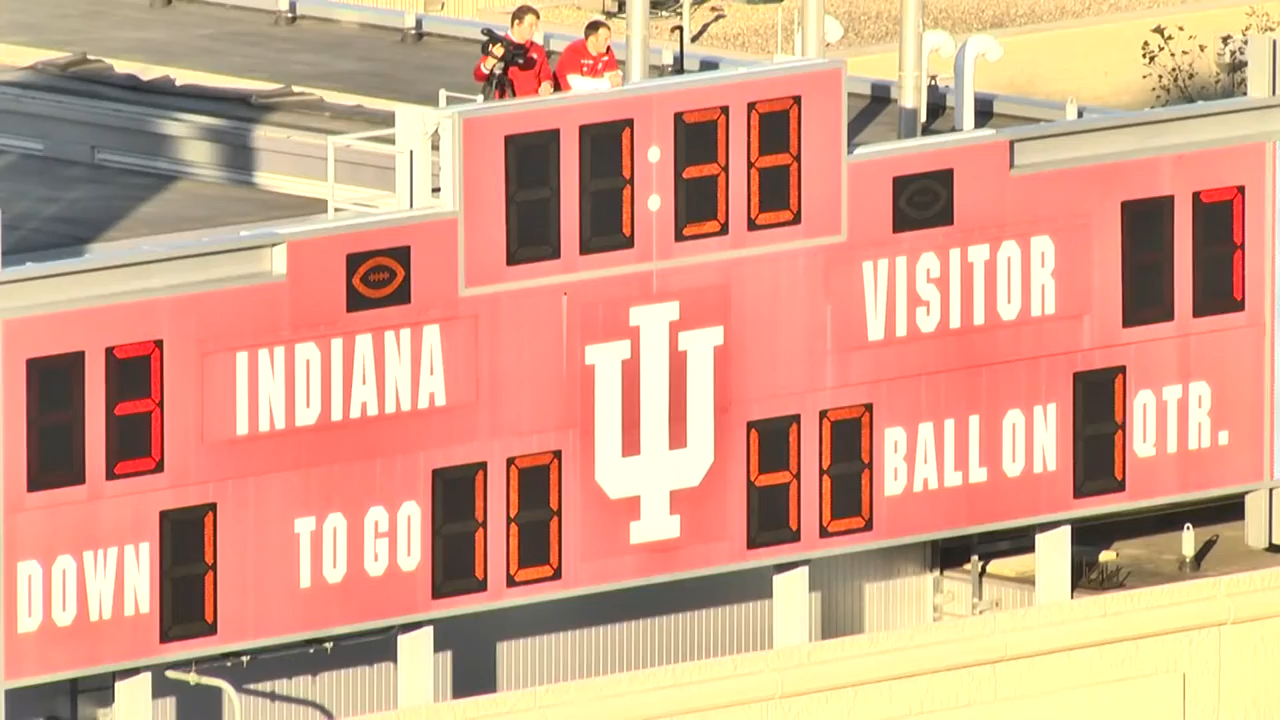 1:38
INDIANA 3
VISITOR 7
IU
DOWN 1
TO GO 10
40 BALL ON
1 QTR.